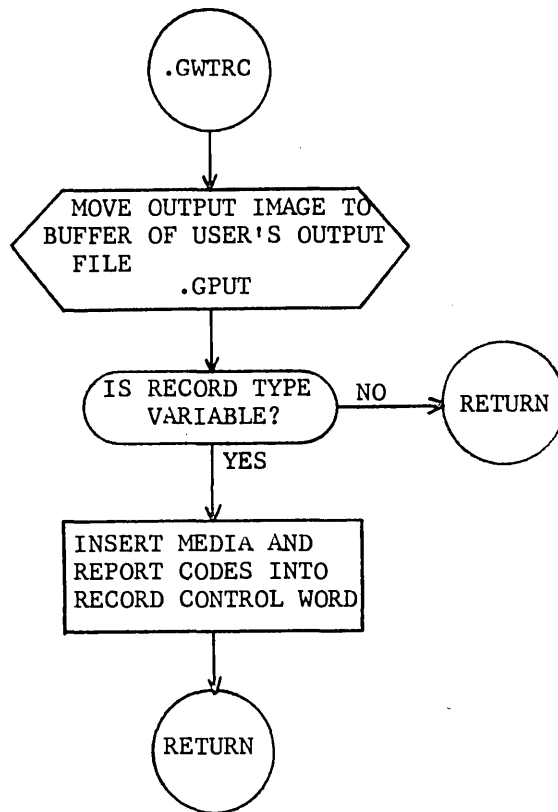 .GWTRC
MOVE OUTPUT IMAGE TO
BUFFER OF USER'S OUTPUT
FILE
.GPUT
IS RECORD TYPE
VARIABLE?
NO
RETURN
YES
INSERT MEDIA AND
REPORT CODES INTO
RECORD CONTROL WORD
RETURN